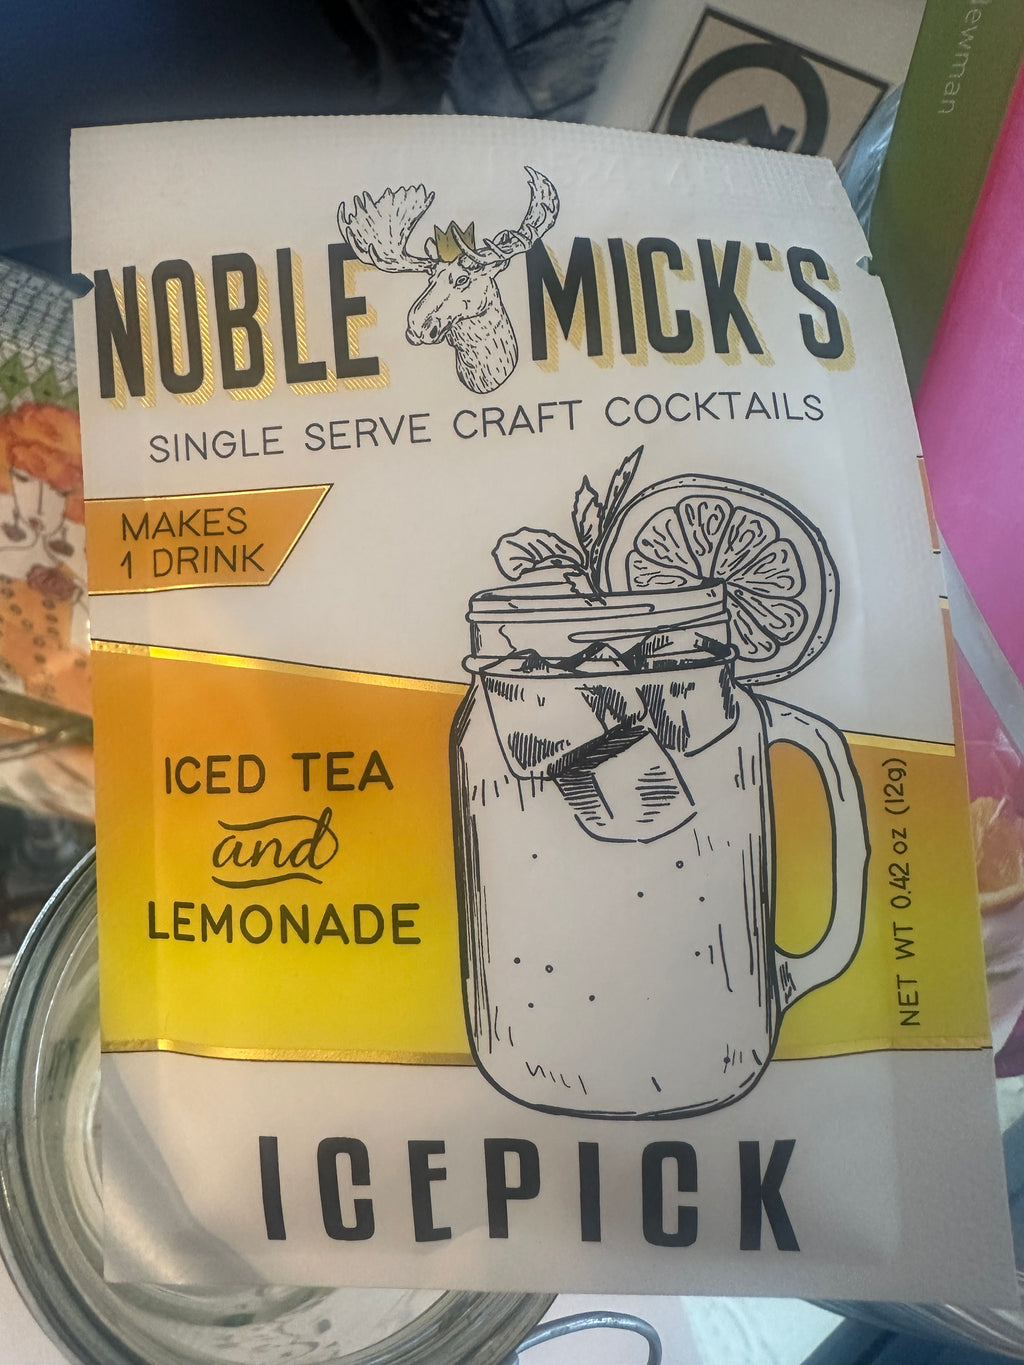 NOBLE MICK'S
SINGLE SERVE CRAFT COCKTAILS
MAKES
1 DRINK
ICED TEA
and
LEMONADE
NET WT 0.42 oz (12g)
ICEPICK